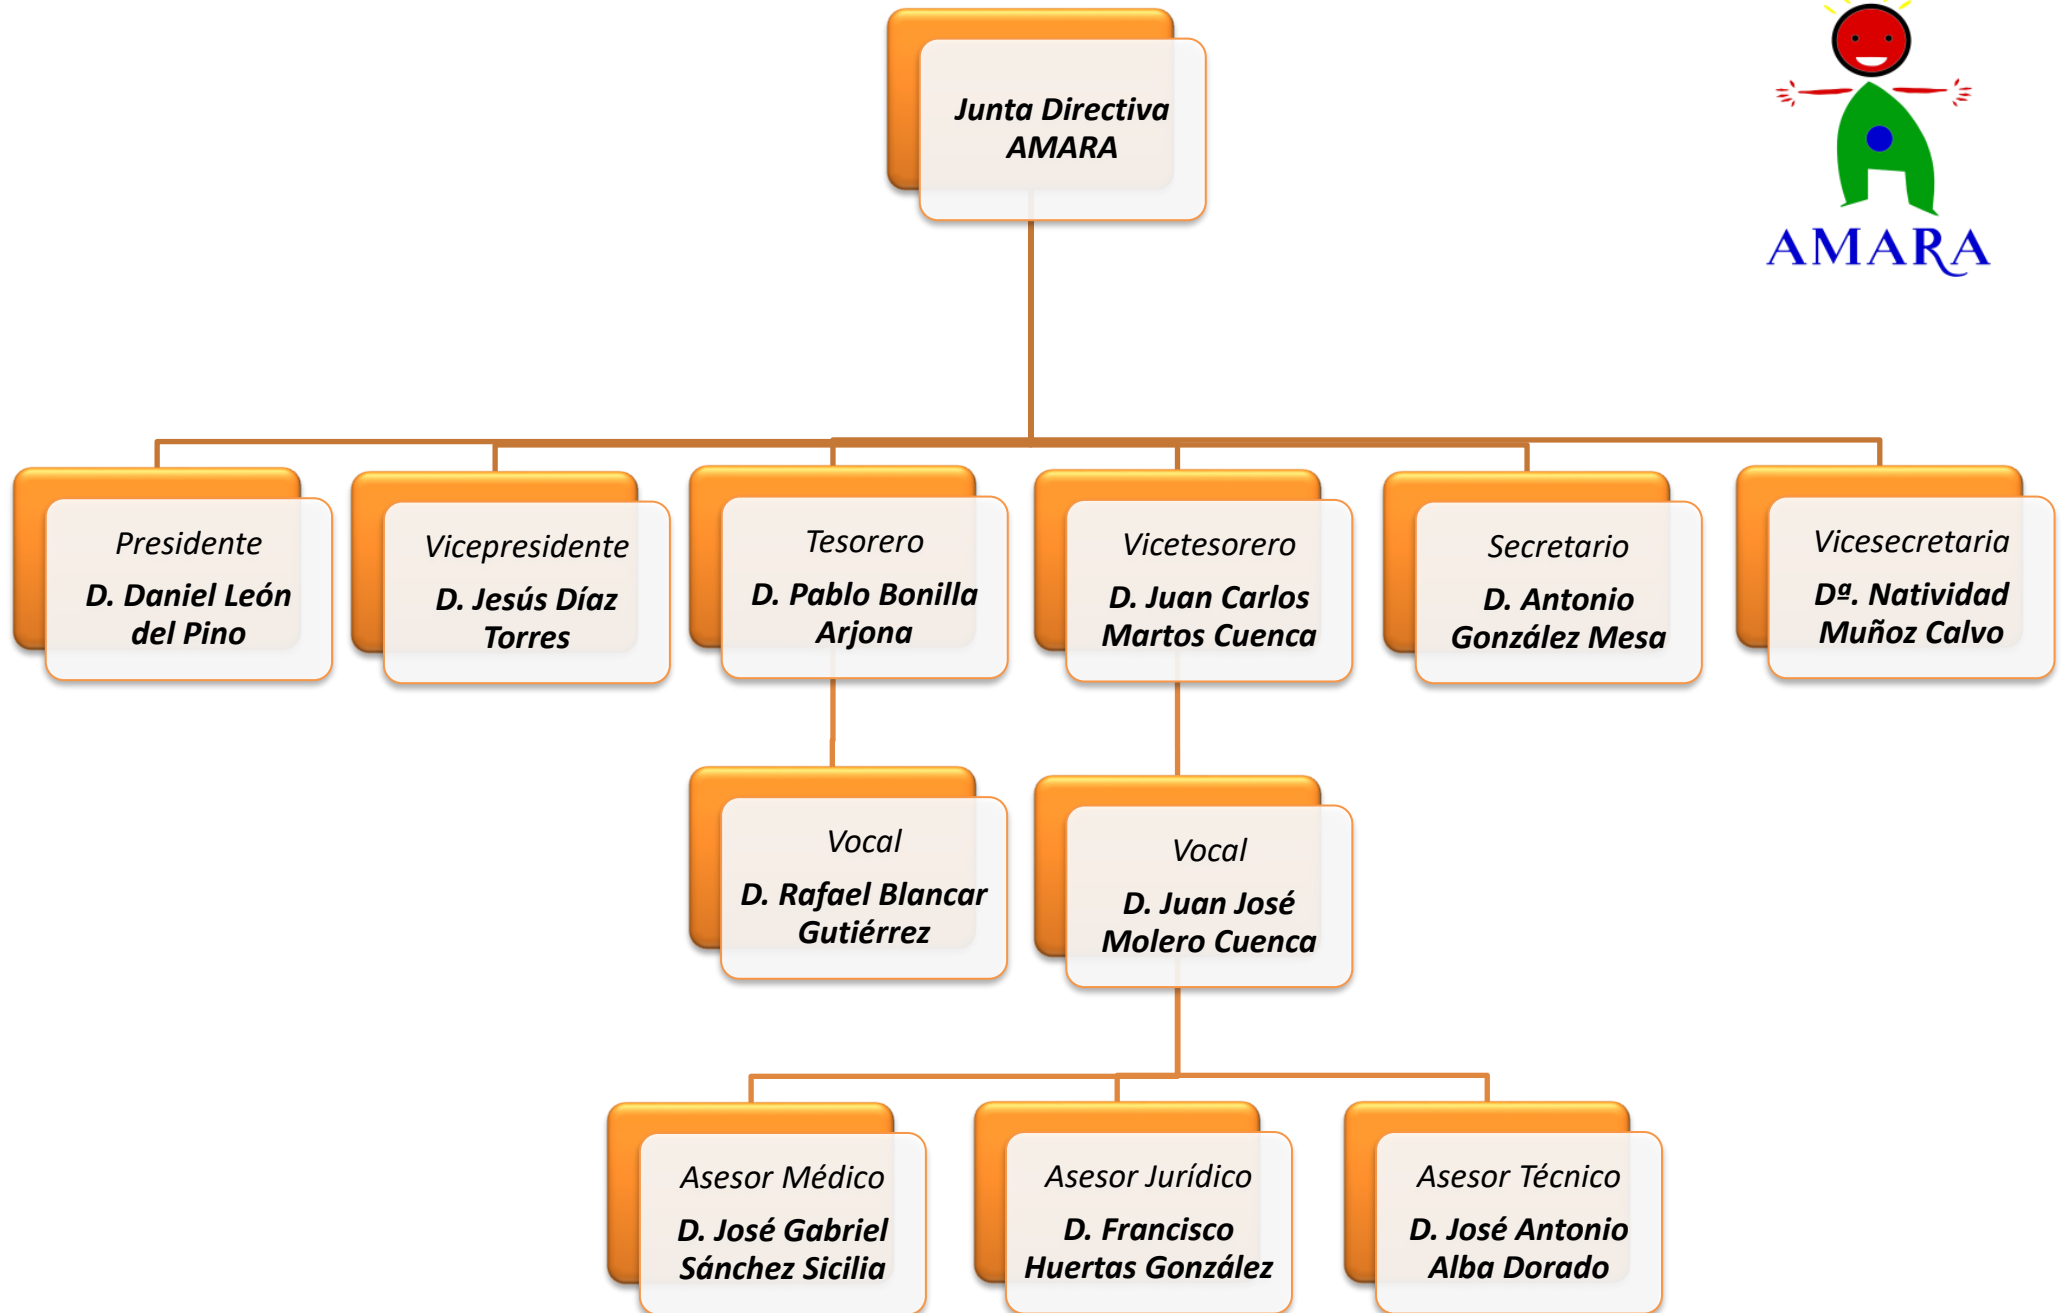 Junta Directiva
AMARA
AMARA
Presidente
D. Daniel León
del Pino
Vicepresidente
D. Jesús Díaz
Torres
Tesorero
D. Pablo Bonilla
Arjona
Vicetesorero
D. Juan Carlos
Martos Cuenca
Secretario
D. Antonio
González Mesa
Vicesecretaria
Dª. Natividad
Muñoz Calvo
Vocal
D. Rafael Blancar
Gutiérrez
Vocal
D. Juan José
Molero Cuenca
Asesor Médico
D. José Gabriel
Sánchez Sicilia
Asesor Jurídico
D. Francisco
Huertas González
Asesor Técnico
D. José Antonio
Alba Dorado